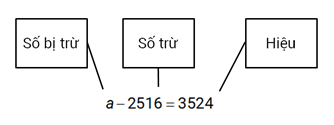 Số bị trừ
Số trừ
Hiệu
a – 2516 = 3524